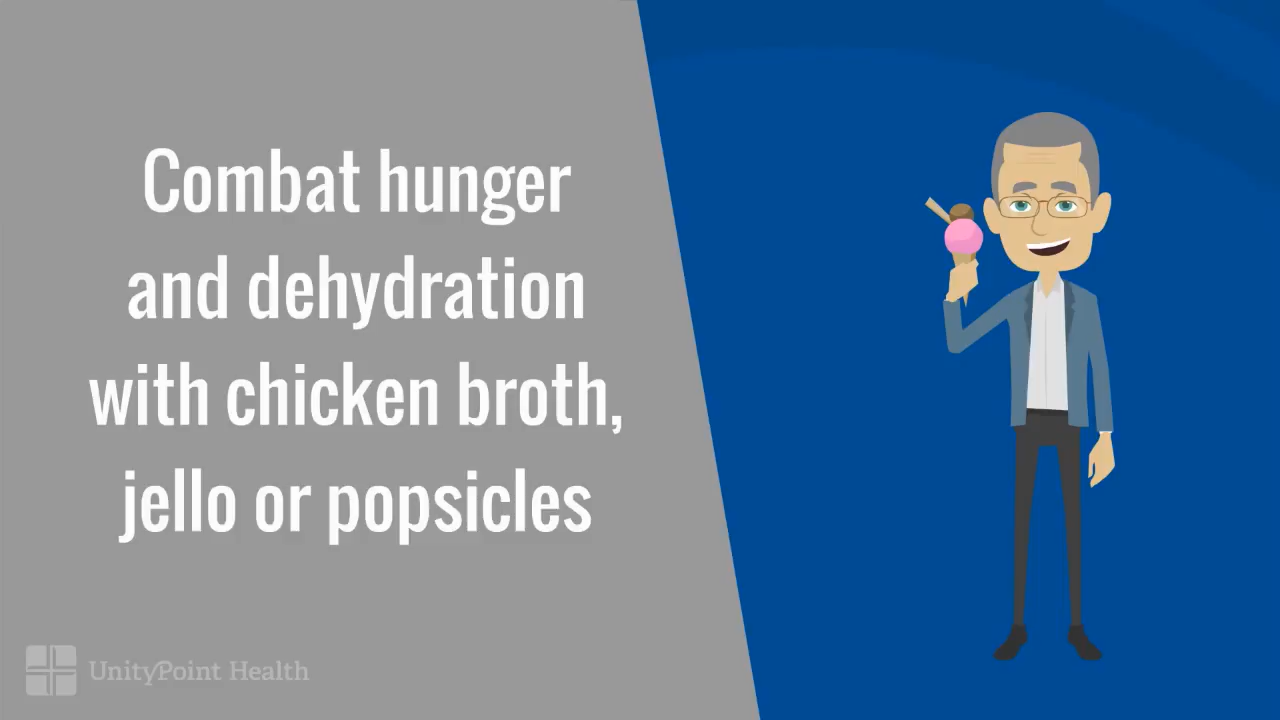 Combat hunger
and dehydration
with chicken broth,
jello or popsicles
UnityPoint Health